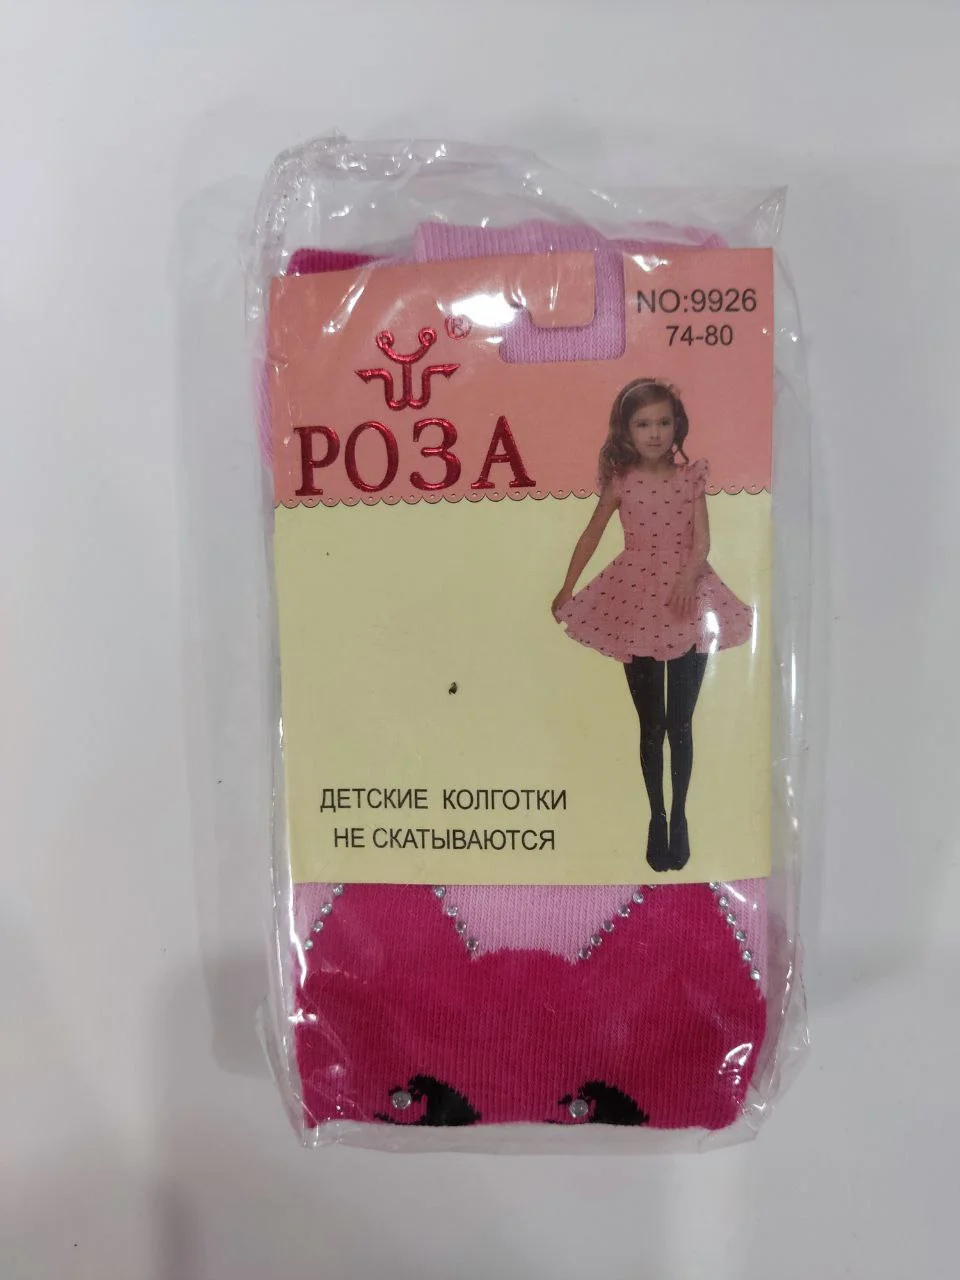 NO:9926
74-80
®
РОЗА
ДЕТСКИЕ КОЛГОТКИ
НЕ СКАТЫВАЮТСЯ